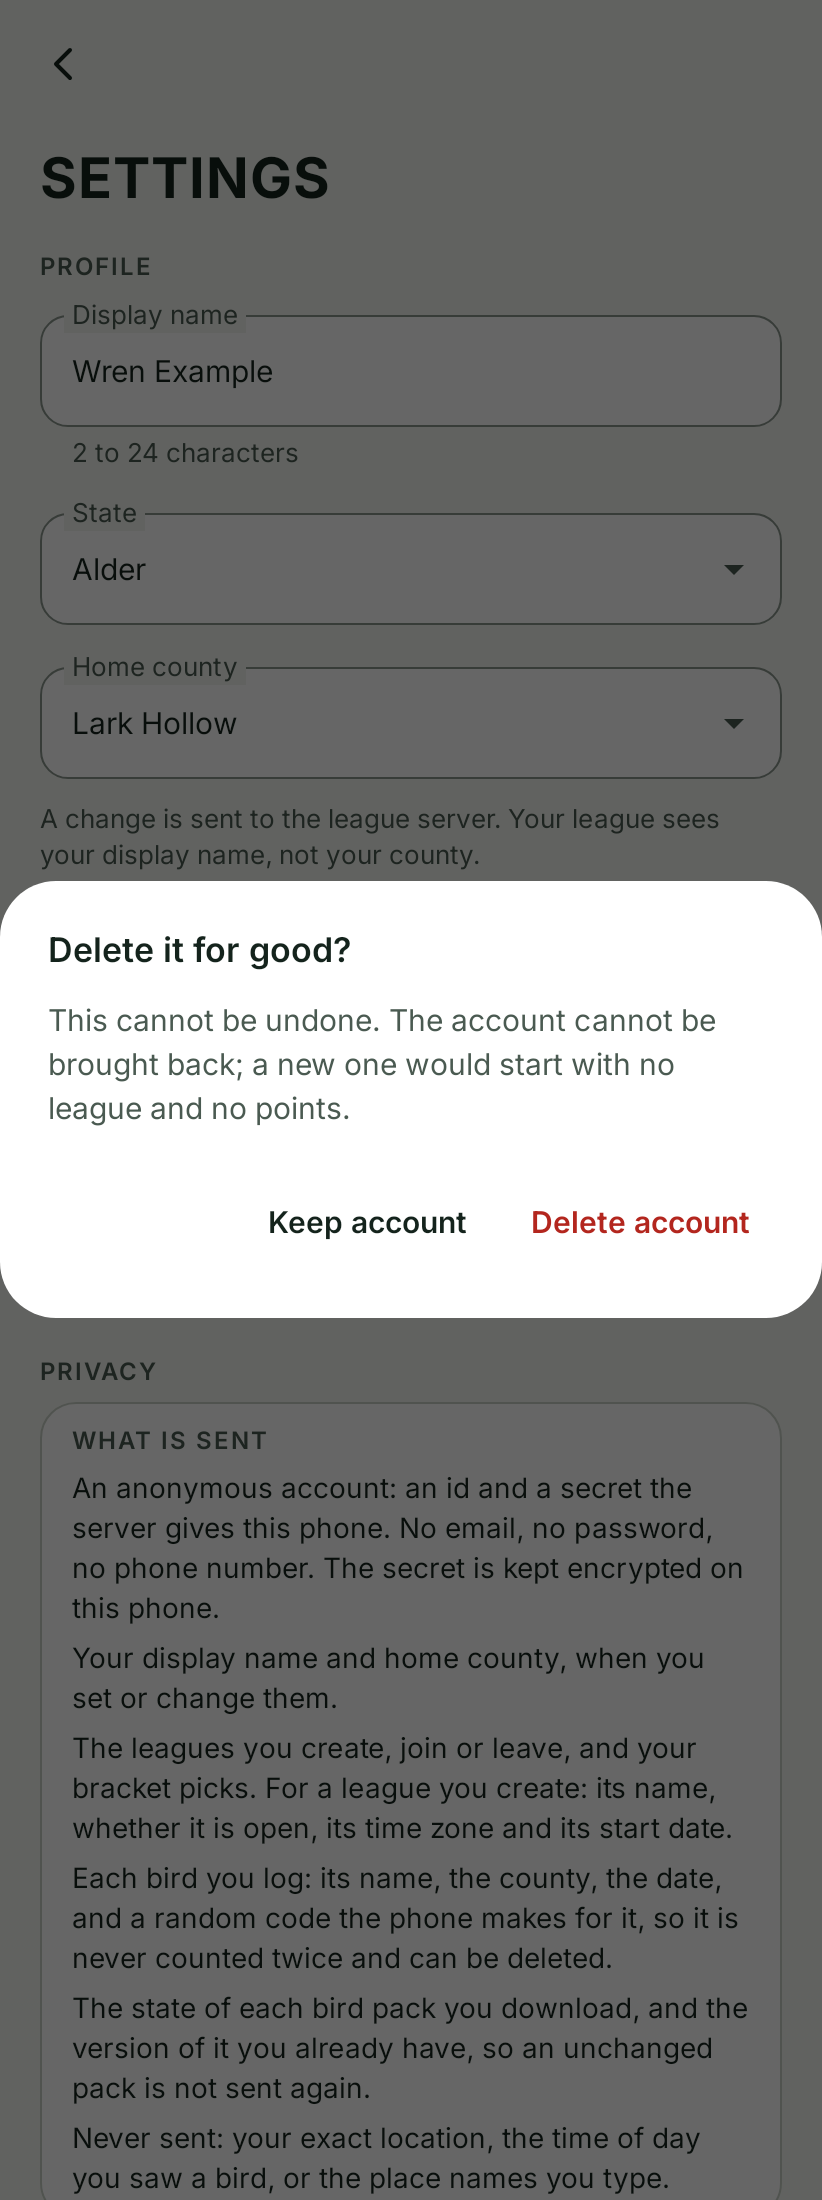 SETTINGS
PROFILE
Display name
Wren Example
2 to 24 characters
State
Alder
Home county
Lark Hollow
A change is sent to the league server. Your league sees
your display name, not your county.
Delete it for good?
This cannot be undone. The account cannot be
brought back; a new one would start with no
league and no points.
Keep account
Delete account
PRIVACY
WHAT IS SENT
An anonymous account: an id and a secret the
server gives this phone. No email, no password,
no phone number. The secret is kept encrypted on
this phone.
Your display name and home county, when you
set or change them.
The leagues you create, join or leave, and your
bracket picks. For a league you create: its name,
whether it is open, its time zone and its start date.
Each bird you log: its name, the county, the date,
and a random code the phone makes for it, so it is
never counted twice and can be deleted.
The state of each bird pack you download, and the
version of it you already have, so an unchanged
pack is not sent again.
Never sent: your exact location, the time of day
you saw a bird, or the place names you type.